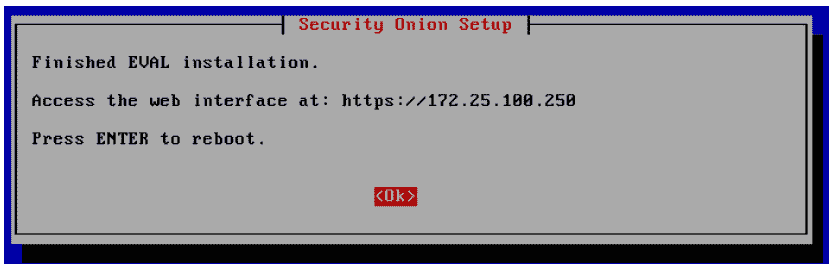 Security Onion Setup
Finished EVAL installation.
Access the web interface at: https://172.25.100.250
Press ENTER to reboot.
<Ok>